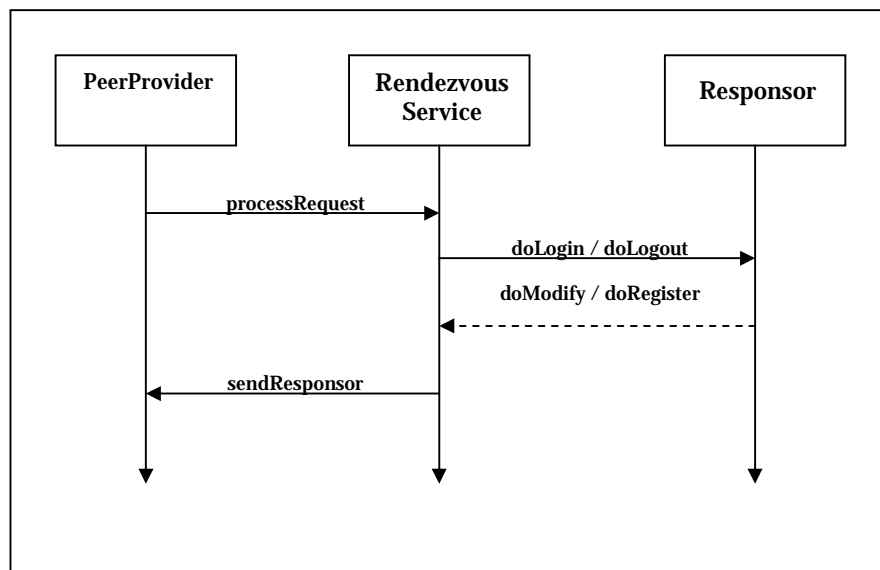 PeerProvider
Rendezvous
Service
Responsor
processRequest
doLogin / doLogout
doModify / doRegister
sendResponsor